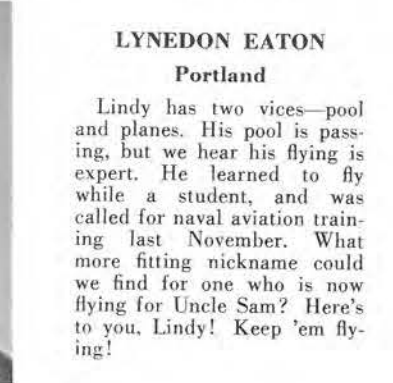 LYNEDON EATON
Portland
Lindy has two vices—pool
and planes. His pool is pass-
ing, but we hear his flying is
expert. He learned to fly
while a student, and was
called for naval aviation train-
ing last November. What
more fitting nickname could
we find for one who is now
flying for Uncle Sam? Here's
to you, Lindy! Keep 'em fly-
ing!